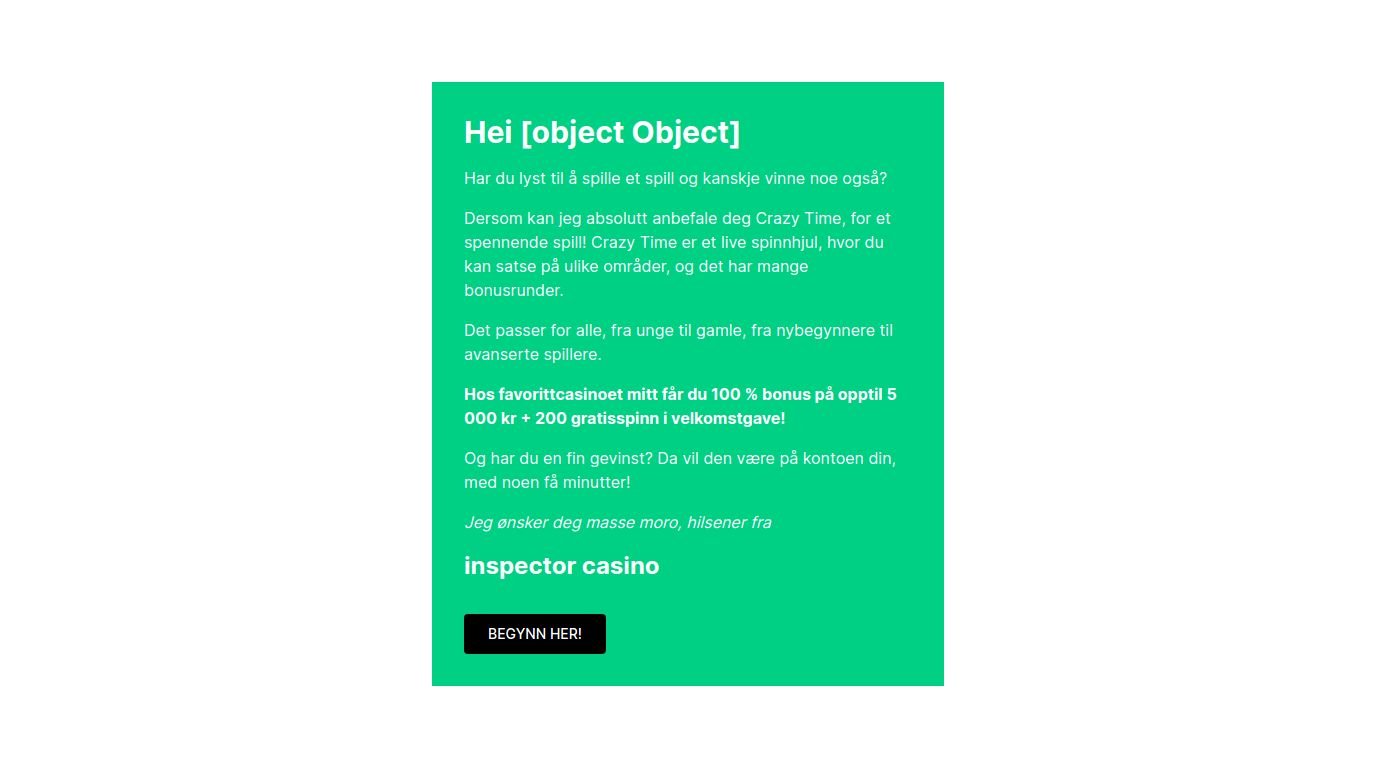 Hei [object Object]
Har du lyst til å spille et spill og kanskje vinne noe også?
Dersom kan jeg absolutt anbefale deg Crazy Time, for et
spennende spill! Crazy Time er et live spinnhjul, hvor du
kan satse på ulike områder, og det har mange
bonusrunder.
Det passer for alle, fra unge til gamle, fra nybegynnere til
avanserte spillere.
Hos favorittcasinoet mitt får du 100 % bonus på opptil 5
000 kr + 200 gratisspinn i velkomstgave!
Og har du en fin gevinst? Da vil den være på kontoen din,
med noen få minutter!
Jeg ønsker deg masse moro, hilsener fra
inspector casino
BEGYNN HER!